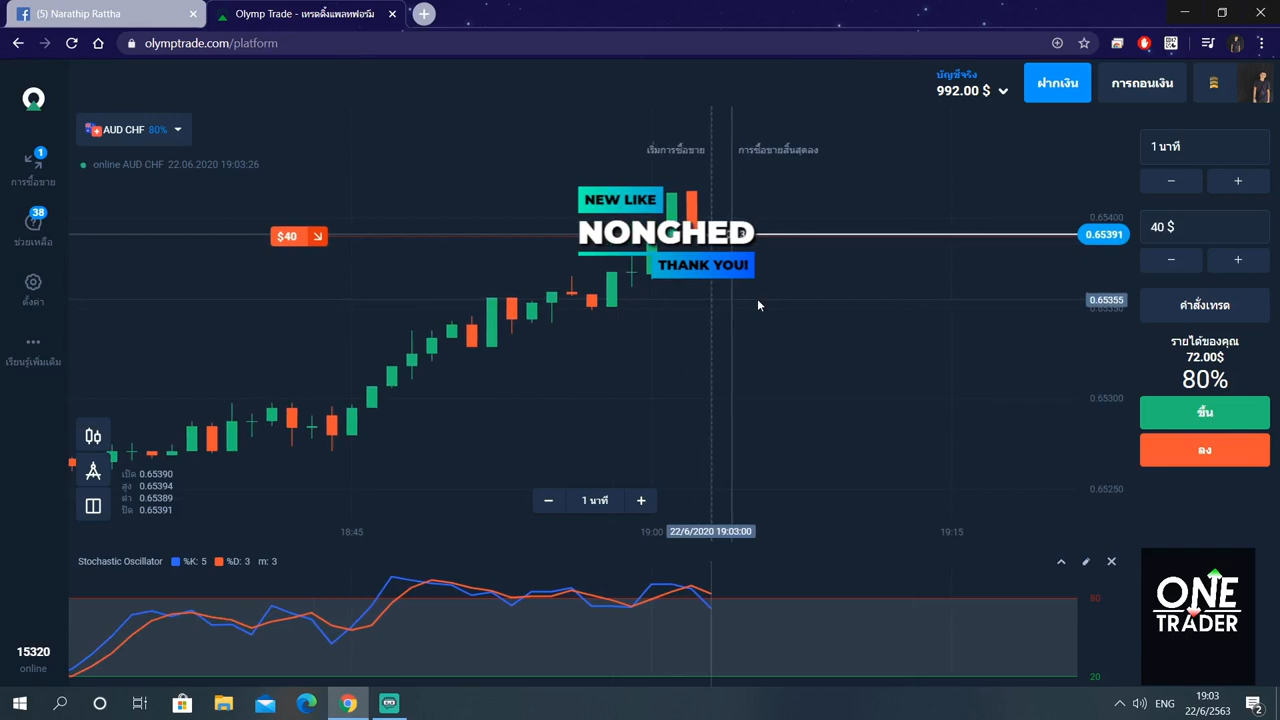 (5) Narathip Rattha
Olymp Trade - เทรดดิ้งแพลทฟอร์ม
olymptrade.com/platform
บัญชีจริง
992.00 $
ฝากเงิน
การถอนเงิน
AUD CHF 80%
online AUD CHF 22.06.2020 19:03:26
1
การซื้อขาย
38
ช่วยเหลือ
ตั้งค่า
เรียนรู้เพิ่มเติม
15320
online
เริ่มการซื้อขาย
การซื้อขายสิ้นสุดลง
NEW LIKE
NONGHED
THANK YOU!
$40
0.65400
0.65391
0.65355
0.65300
0.65250
1 นาที
− +
40 $
− +
คำสั่งเทรด
รายได้ของคุณ
72.00$
80%
ขึ้น
ลง
เปิด 0.65390
สูง 0.65394
ต่ำ 0.65389
ปิด 0.65391
− 1 นาที +
18:45
19:00
22/6/2020 19:03:00
19:15
Stochastic Oscillator %K: 5 %D: 3 m: 3
80
20
ONE
TRADER
ENG
19:03
22/6/2563
2